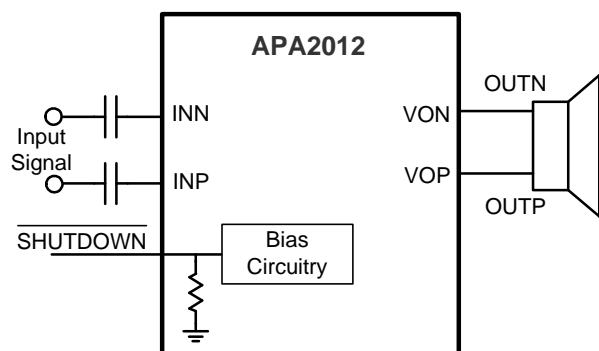 APA2012
OUTN
INN
VON
Input
Signal
INP
VOP
OUTP
SHUTDOWN
Bias
Circuitry